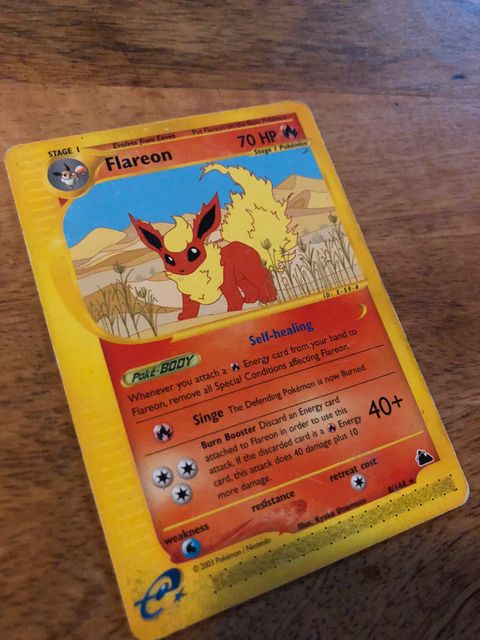 STAGE 1
Evolves from Eevee
Put Flareon on the Basic Pokémon
Flareon
70 HP
Stage 1 Pokémon
ID: E-59-#
Self-healing
Poké-BODY
Whenever you attach a Energy card from your hand to
Flareon, remove all Special Conditions affecting Flareon.
Singe The Defending Pokémon is now Burned.
Burn Booster Discard an Energy card
attached to Flareon in order to use this
attack. If the discarded card is a Energy
card, this attack does 40 damage plus 10
more damage.
40+
weakness
resistance
retreat cost
Illus. Kyoko Umemoto
8/144 ★
© 2003 Pokémon / Nintendo
e